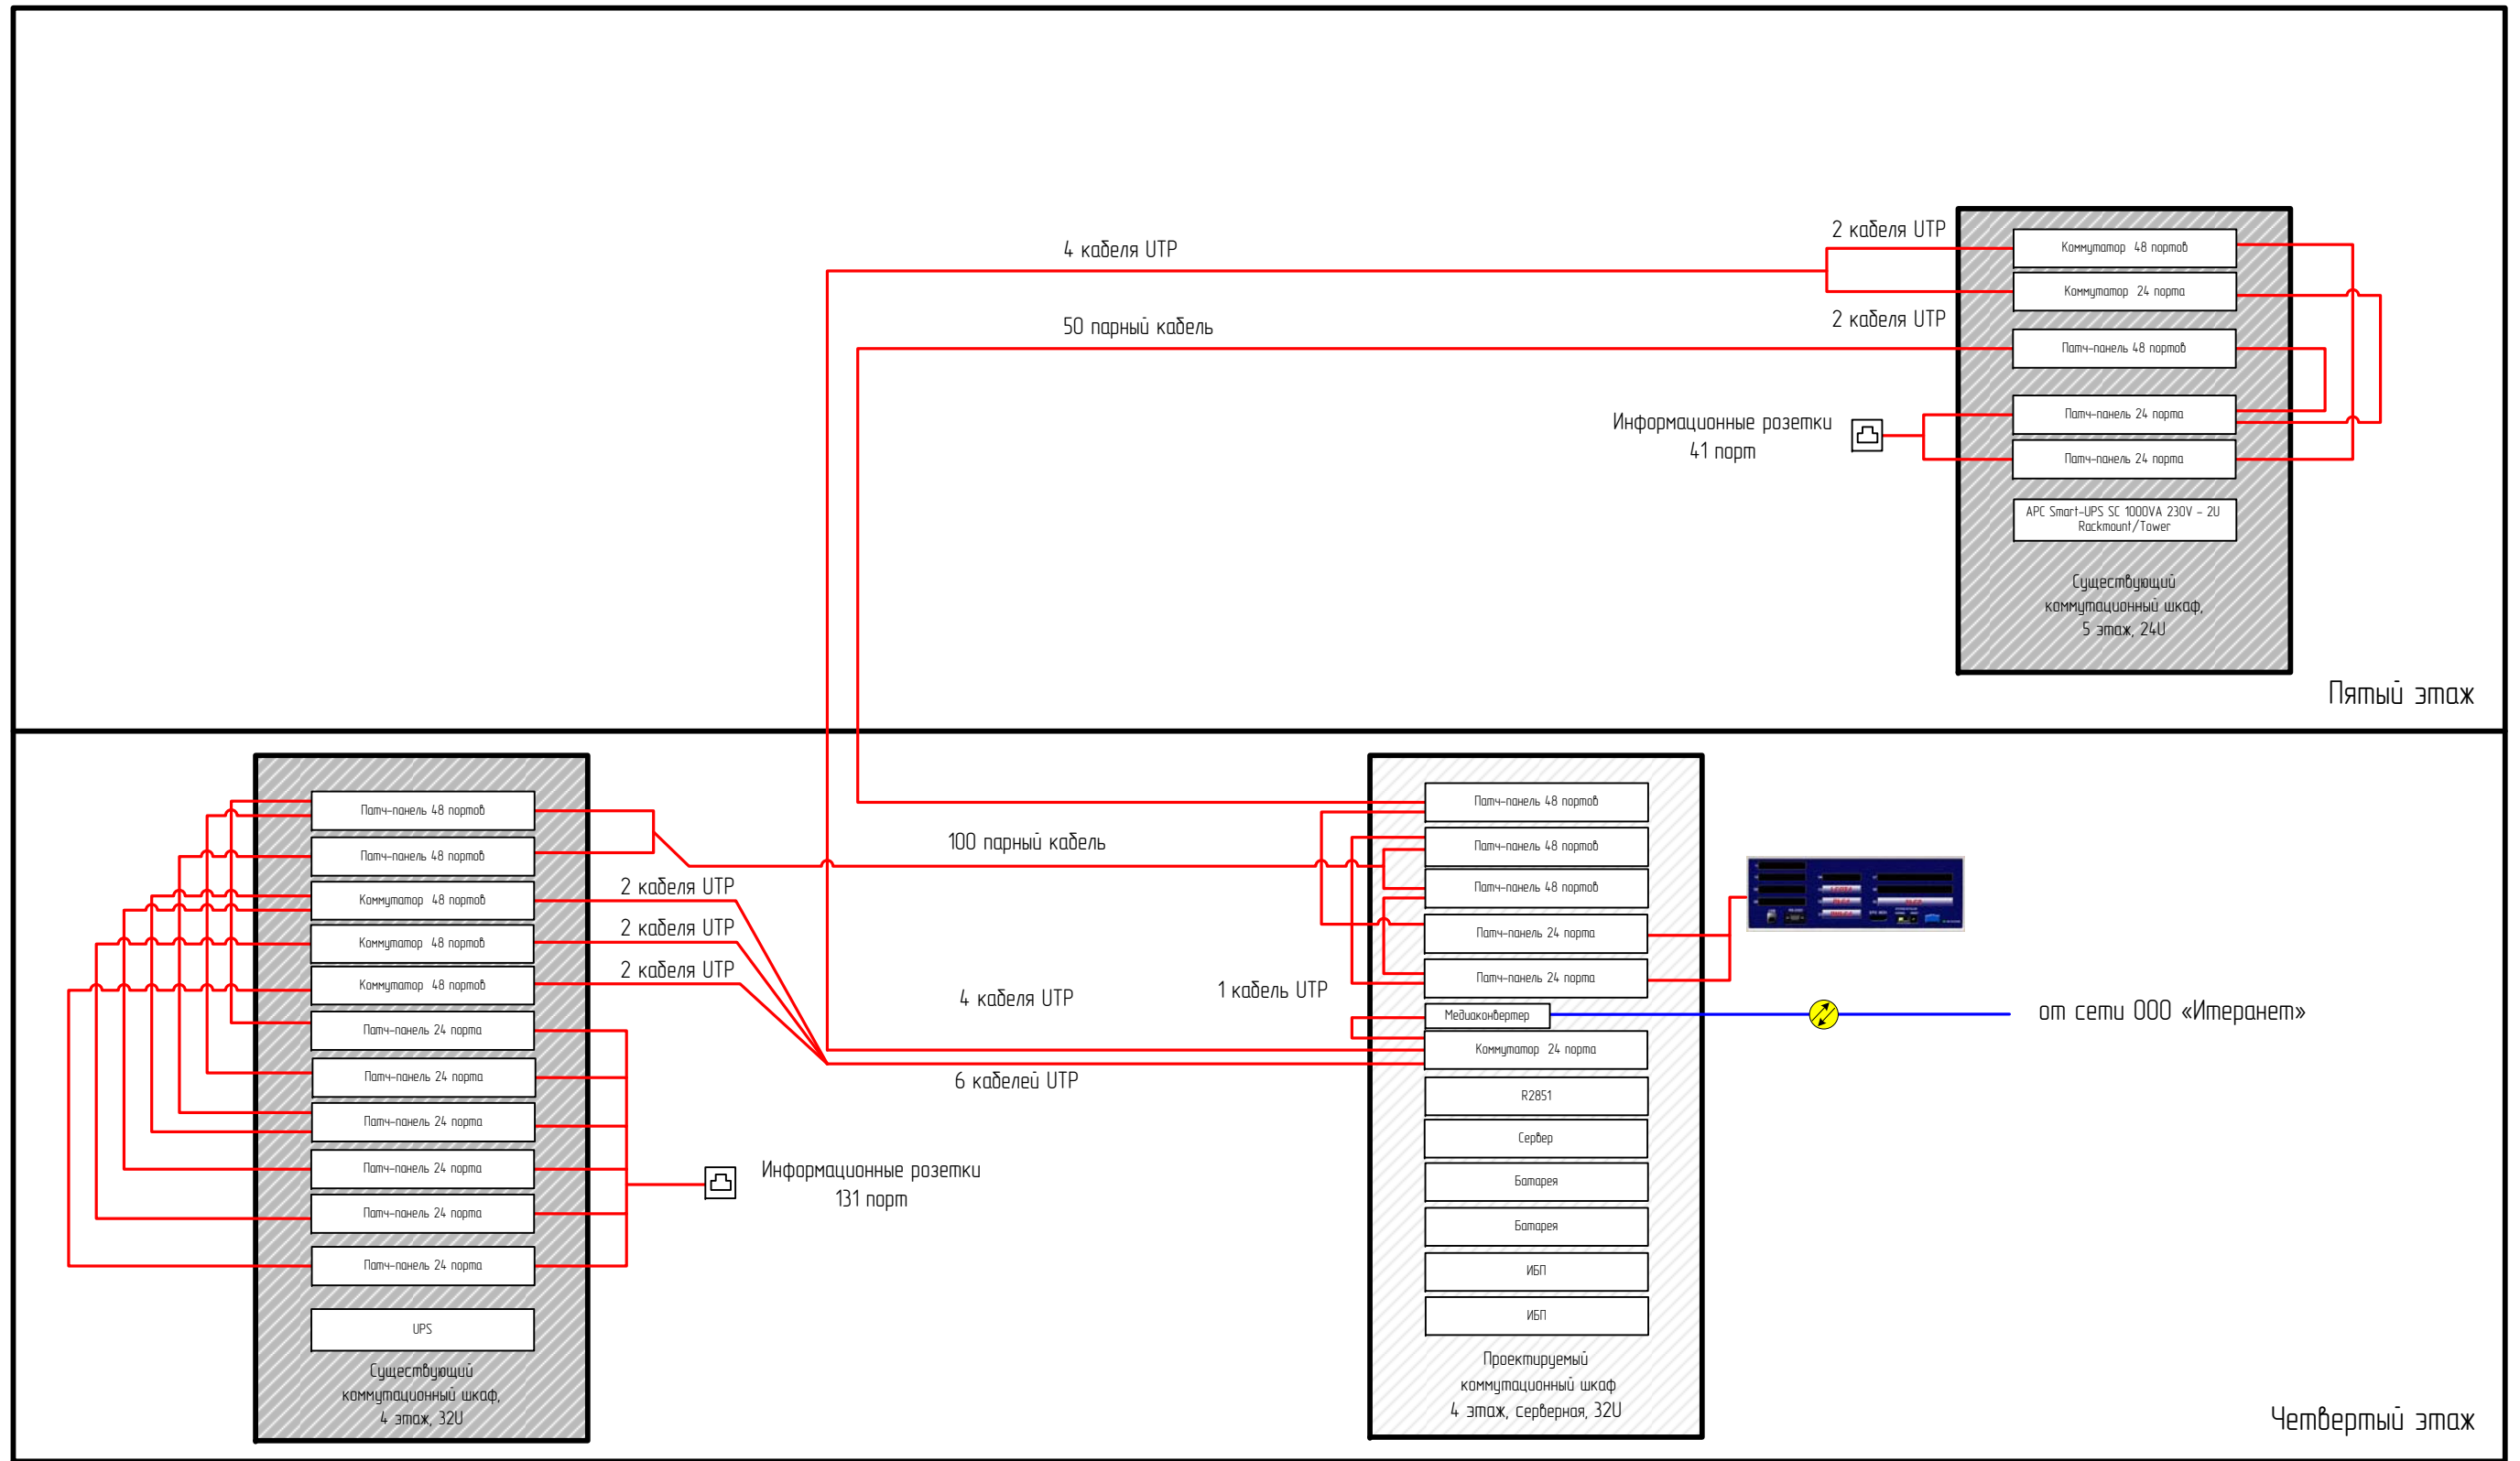 4 кабеля UTP
2 кабеля UTP
50 парный кабель
2 кабеля UTP
Коммутатор 48 портов
Коммутатор 24 порта
Патч-панель 48 портов
Патч-панель 24 порта
Патч-панель 24 порта
Информационные розетки
41 порт
APC Smart-UPS SC 1000VA 230V - 2U
Rackmount/Tower
Существующий
коммутационный шкаф,
5 этаж, 24U
Пятый этаж
Патч-панель 48 портов
Патч-панель 48 портов
Коммутатор 48 портов
Коммутатор 48 портов
Коммутатор 48 портов
Патч-панель 24 порта
Патч-панель 24 порта
Патч-панель 24 порта
Патч-панель 24 порта
Патч-панель 24 порта
Патч-панель 24 порта
UPS
Существующий
коммутационный шкаф,
4 этаж, 32U
100 парный кабель
2 кабеля UTP
2 кабеля UTP
2 кабеля UTP
4 кабеля UTP
1 кабель UTP
6 кабелей UTP
Информационные розетки
131 порт
Патч-панель 48 портов
Патч-панель 48 портов
Патч-панель 48 портов
Патч-панель 24 порта
Патч-панель 24 порта
Медиаконвертер
Коммутатор 24 порта
R2851
Сервер
Батарея
Батарея
ИБП
ИБП
Проектируемый
коммутационный шкаф
4 этаж, серверная, 32U
от сети ООО «Итеранет»
Четвертый этаж